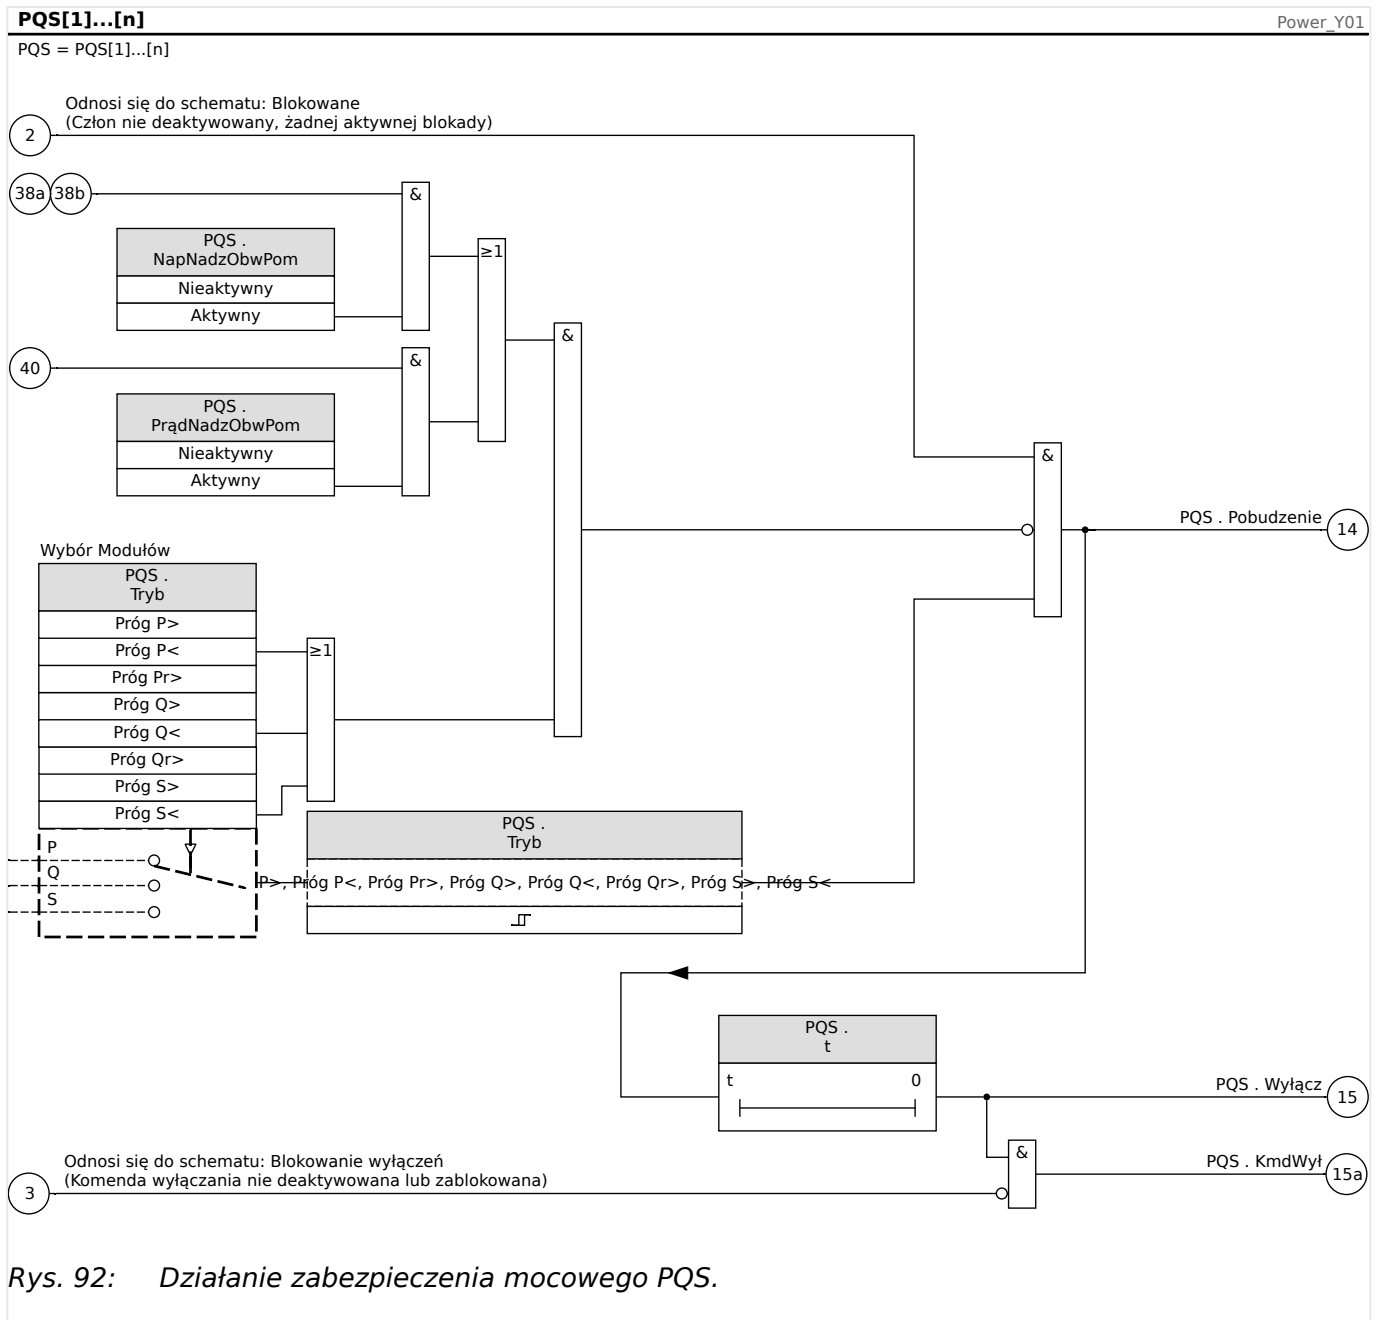 PQS[1]...[n]
Power_Y01
PQS = PQS[1]...[n]
Odnosi się do schematu: Blokowane
(Człon nie deaktywowany, żadnej aktywnej blokady)
2
38a 38b
&
PQS .
NapNadzObwPom
Nieaktywny
Aktywny
≥1
&
40
&
PQS .
PrądNadzObwPom
Nieaktywny
Aktywny
&
PQS . Pobudzenie
14
Wybór Modułów
PQS .
Tryb
Próg P>
Próg P<
Próg Pr>
Próg Q>
Próg Q<
Próg Qr>
Próg S>
Próg S<
≥1
P
Q
S
PQS .
Tryb
P>, Próg P<, Próg Pr>, Próg Q>, Próg Q<, Próg Qr>, Próg S>, Próg S<
PQS .
t
t 0
PQS . Wyłącz
15
&
PQS . KmdWył
15a
Odnosi się do schematu: Blokowanie wyłączeń
(Komenda wyłączania nie deaktywowana lub zablokowana)
3
Rys. 92: Działanie zabezpieczenia mocowego PQS.